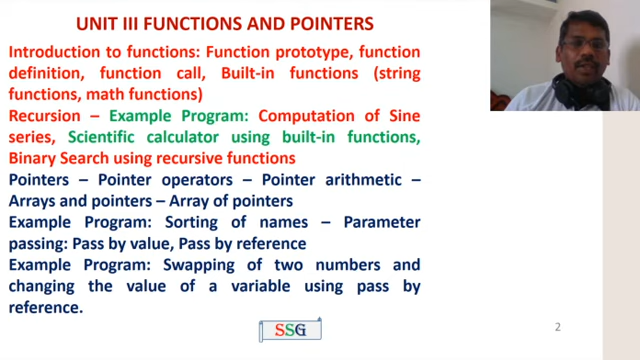 UNIT III FUNCTIONS AND POINTERS
Introduction to functions: Function prototype, function
definition, function call, Built-in functions (string
functions, math functions)
Recursion – Example Program: Computation of Sine
series, Scientific calculator using built-in functions,
Binary Search using recursive functions
Pointers – Pointer operators – Pointer arithmetic –
Arrays and pointers – Array of pointers
Example Program: Sorting of names – Parameter
passing: Pass by value, Pass by reference
Example Program: Swapping of two numbers and
changing the value of a variable using pass by
reference.
SSG
2